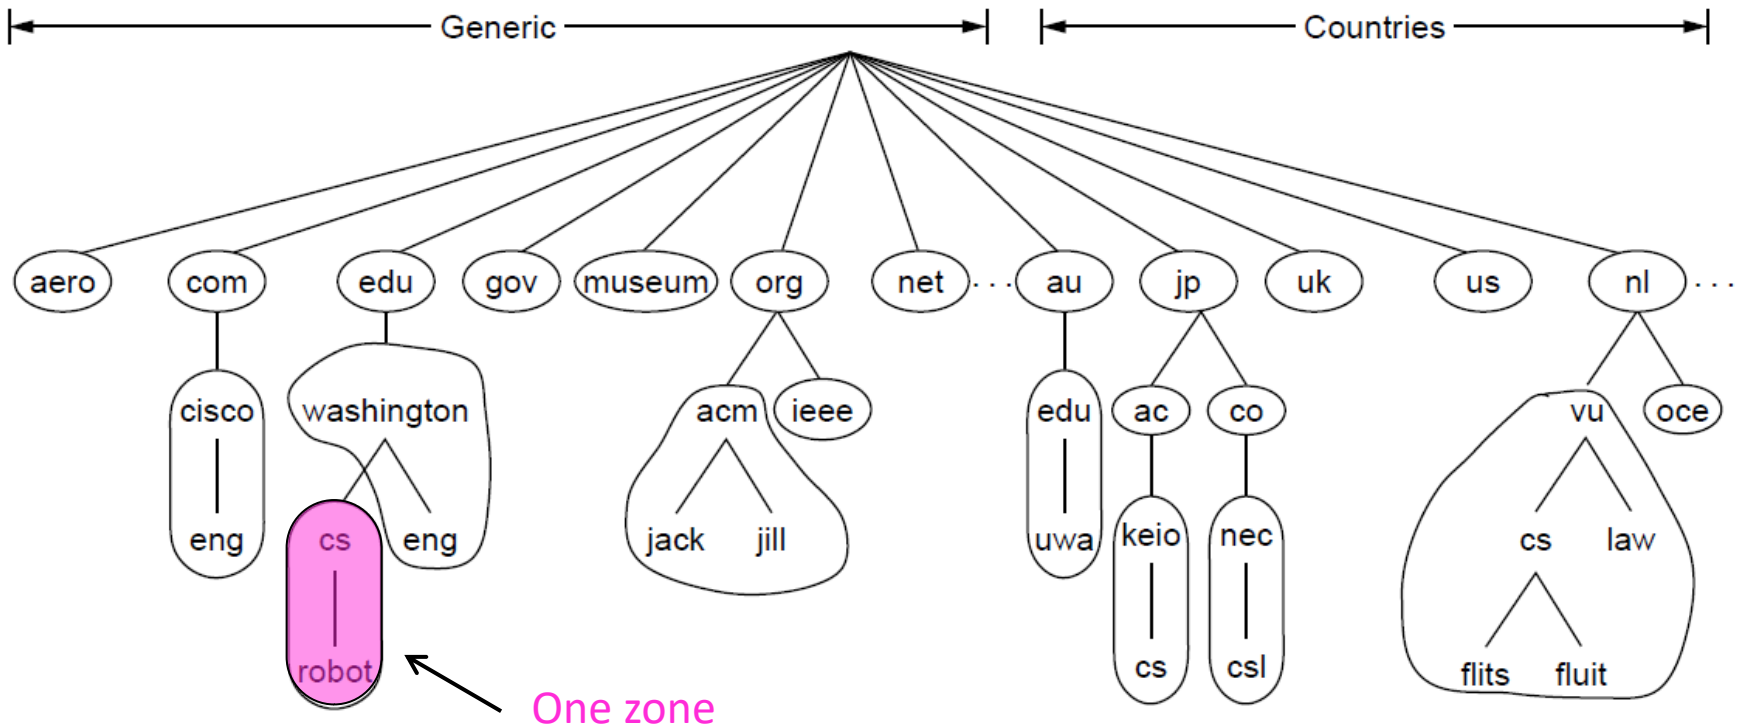 Generic Countries
aero com edu gov museum org net ... au jp uk us nl ...
cisco washington acm ieee edu ac co vu oce
eng cs eng jack jill uwa keio nec cs law
robot cs csl flits fluit
One zone